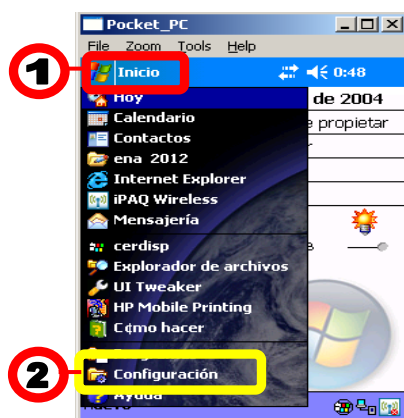 Pocket_PC
File Zoom Tools Help
1 Inicio 0:48
Hoy de 2004
Calendario e propietar
Contactos
ena 2012
Internet Explorer
iPAQ Wireless
Mensajería
cerdisp
Explorador de archivos
UI Tweaker
HP Mobile Printing
C¢mo hacer
2 Configuración
Ayuda